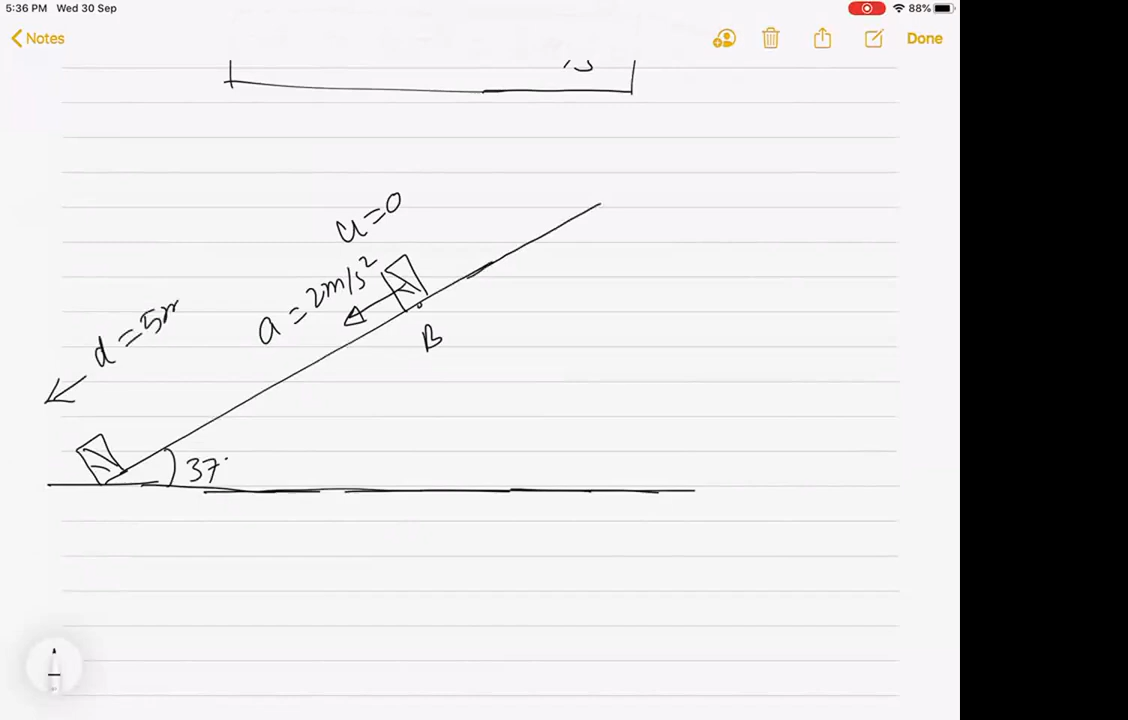 5:36 PM Wed 30 Sep
88%
Notes
Done
u=0
a=2m/s²
d=5m
B
37°